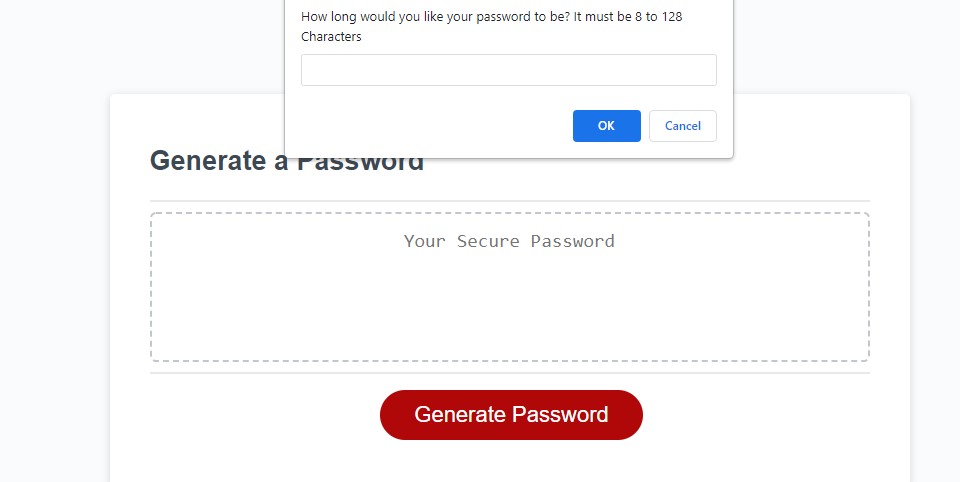 How long would you like your password to be? It must be 8 to 128
Characters
OK
Cancel
Generate a Password
Your Secure Password
Generate Password